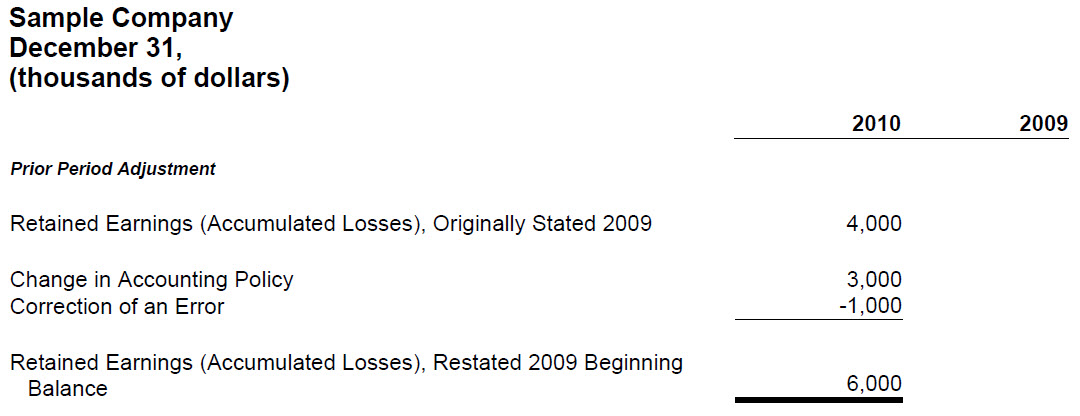 Sample Company
December 31,
(thousands of dollars)
2010 2009
Prior Period Adjustment
Retained Earnings (Accumulated Losses), Originally Stated 2009 4,000
Change in Accounting Policy 3,000
Correction of an Error -1,000
Retained Earnings (Accumulated Losses), Restated 2009 Beginning
Balance 6,000